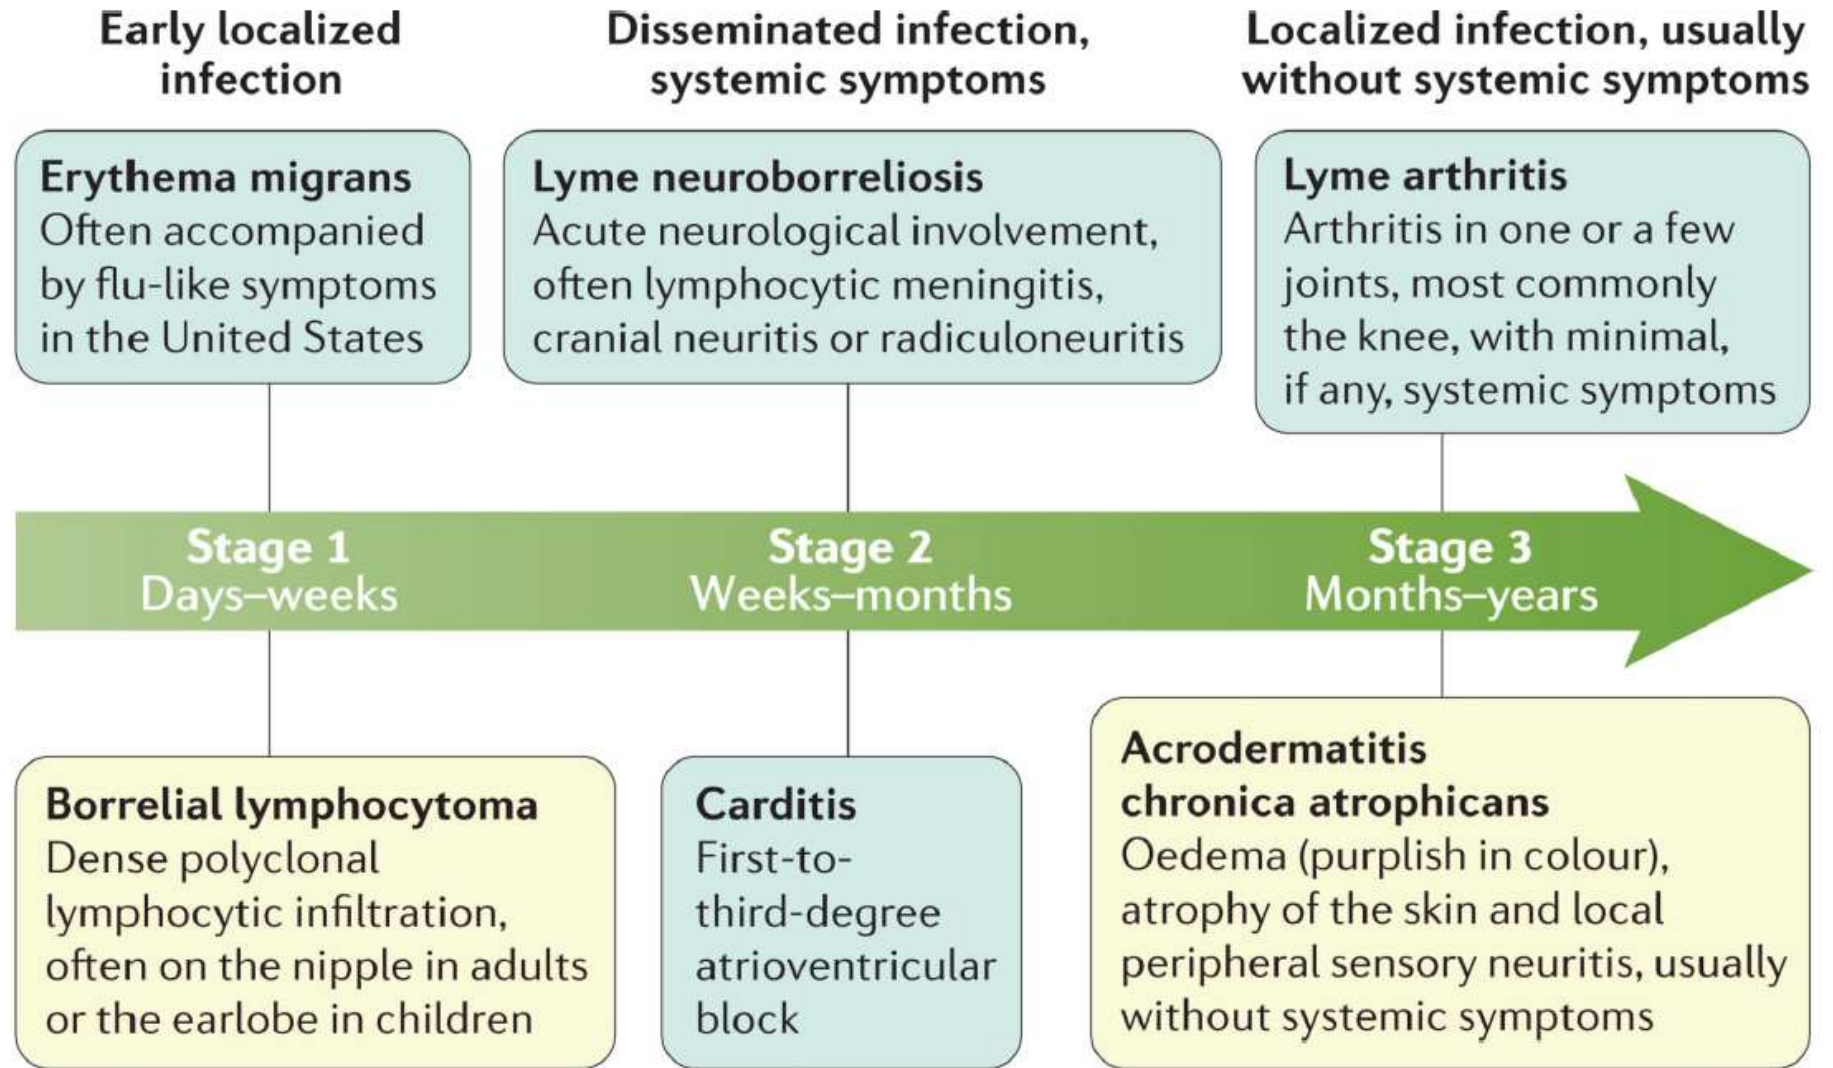 Early localized
infection
Disseminated infection,
systemic symptoms
Localized infection, usually
without systemic symptoms
Erythema migrans
Often accompanied
by flu-like symptoms
in the United States
Lyme neuroborreliosis
Acute neurological involvement,
often lymphocytic meningitis,
cranial neuritis or radiculoneuritis
Lyme arthritis
Arthritis in one or a few
joints, most commonly
the knee, with minimal,
if any, systemic symptoms
Stage 1
Days–weeks
Stage 2
Weeks–months
Stage 3
Months–years
Borrelial lymphocytoma
Dense polyclonal
lymphocytic infiltration,
often on the nipple in adults
or the earlobe in children
Carditis
First-to-
third-degree
atrioventricular
block
Acrodermatitis
chronica atrophicans
Oedema (purplish in colour),
atrophy of the skin and local
peripheral sensory neuritis, usually
without systemic symptoms